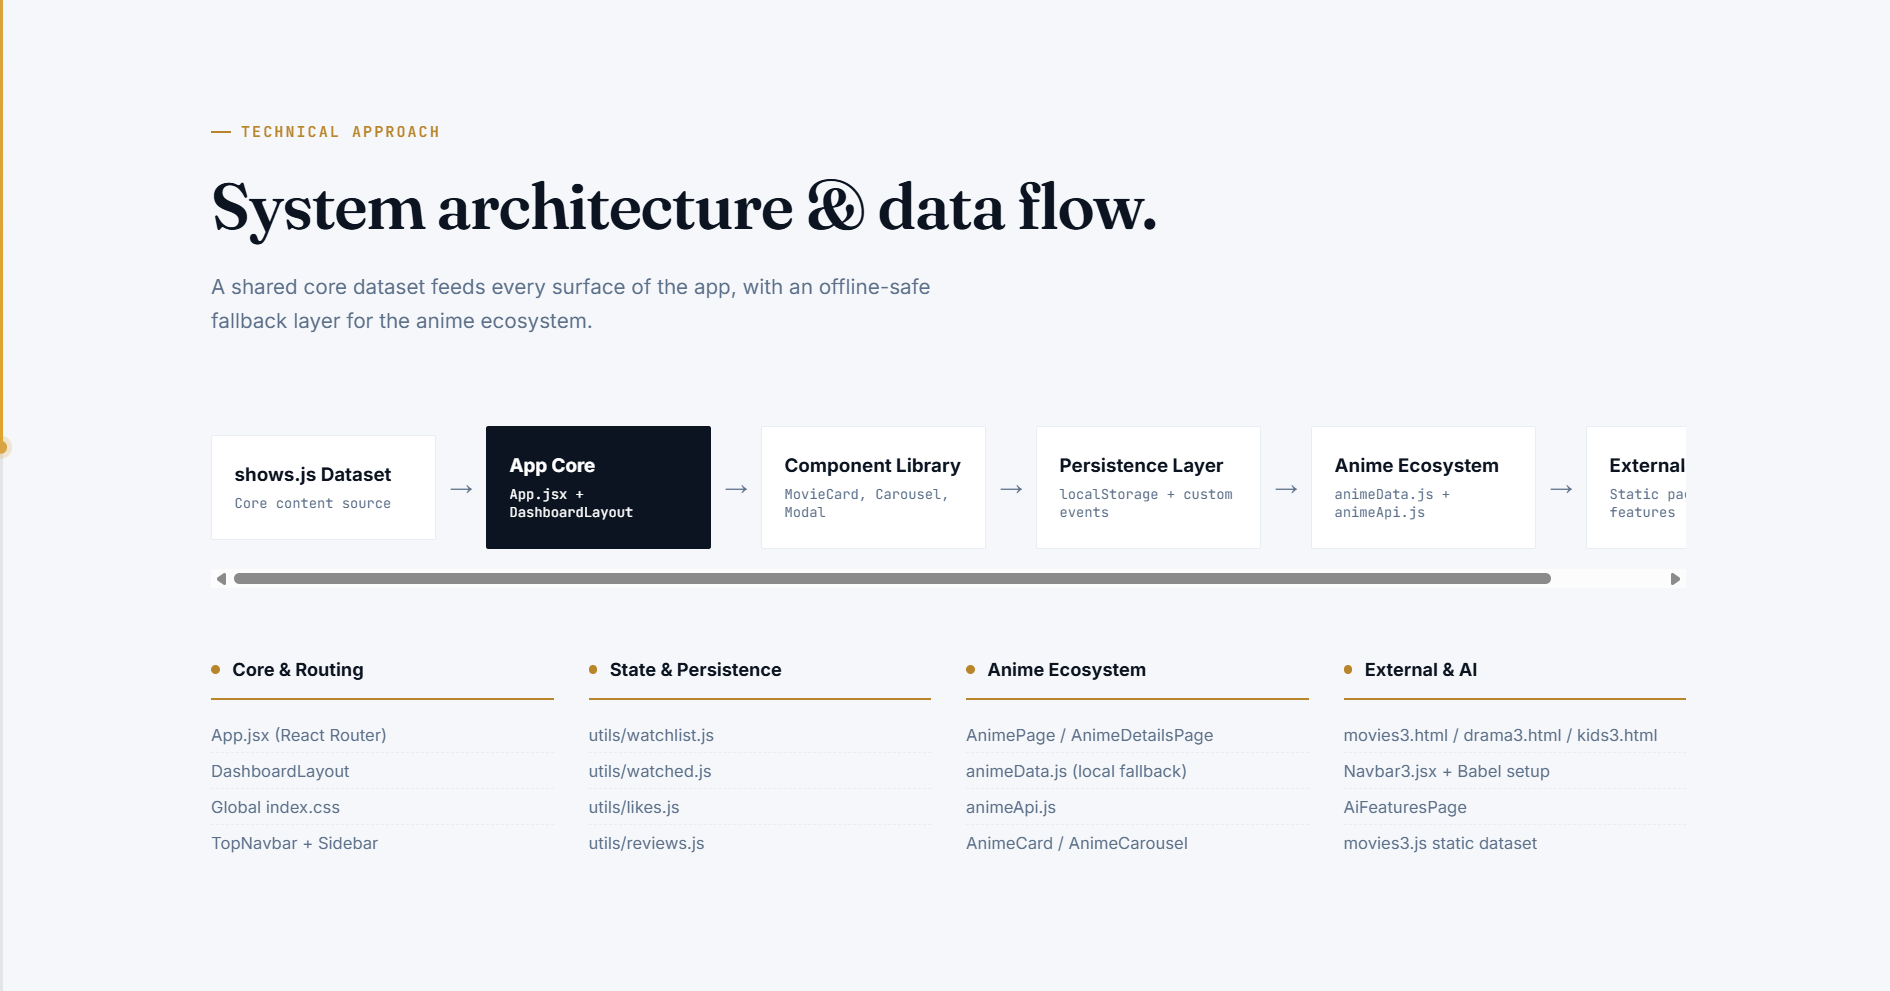 TECHNICAL APPROACH
System architecture & data flow.
A shared core dataset feeds every surface of the app, with an offline-safe
fallback layer for the anime ecosystem.
shows.js Dataset
Core content source
→
App Core
App.jsx +
DashboardLayout
→
Component Library
MovieCard, Carousel,
Modal
→
Persistence Layer
localStorage + custom
events
→
Anime Ecosystem
animeData.js +
animeApi.js
→
External
Static
features
Core & Routing
App.jsx (React Router)
DashboardLayout
Global index.css
TopNavbar + Sidebar
State & Persistence
utils/watchlist.js
utils/watched.js
utils/likes.js
utils/reviews.js
Anime Ecosystem
AnimePage / AnimeDetailsPage
animeData.js (local fallback)
animeApi.js
AnimeCard / AnimeCarousel
External & AI
movies3.html / drama3.html / kids3.html
Navbar3.jsx + Babel setup
AiFeaturesPage
movies3.js static dataset